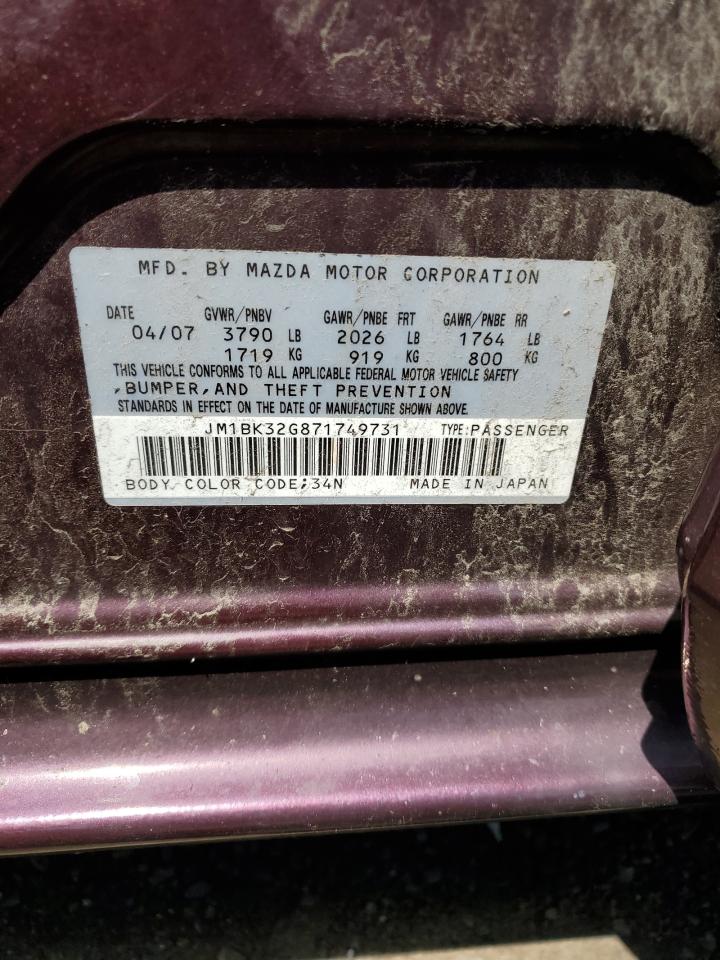 MFD. BY MAZDA MOTOR CORPORATION
DATE GVWR/PNBV GAWR/PNBE FRT GAWR/PNBE RR
04/07 3790 LB 2026 LB 1764 LB
1719 KG 919 KG 800 KG
THIS VEHICLE CONFORMS TO ALL APPLICABLE FEDERAL MOTOR VEHICLE SAFETY
,BUMPER,AND THEFT PREVENTION
STANDARDS IN EFFECT ON THE DATE OF MANUFACTURE SHOWN ABOVE.
JM1BK32G871749731 TYPE:PASSENGER
BODY COLOR CODE:34N MADE IN JAPAN